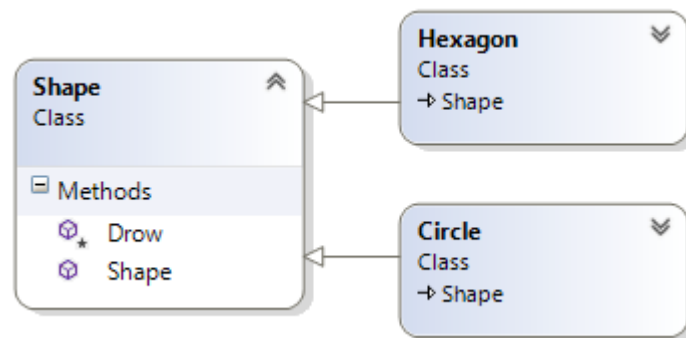 Shape
Class
Methods
Drow
Shape
Hexagon
Class
Shape
Circle
Class
Shape